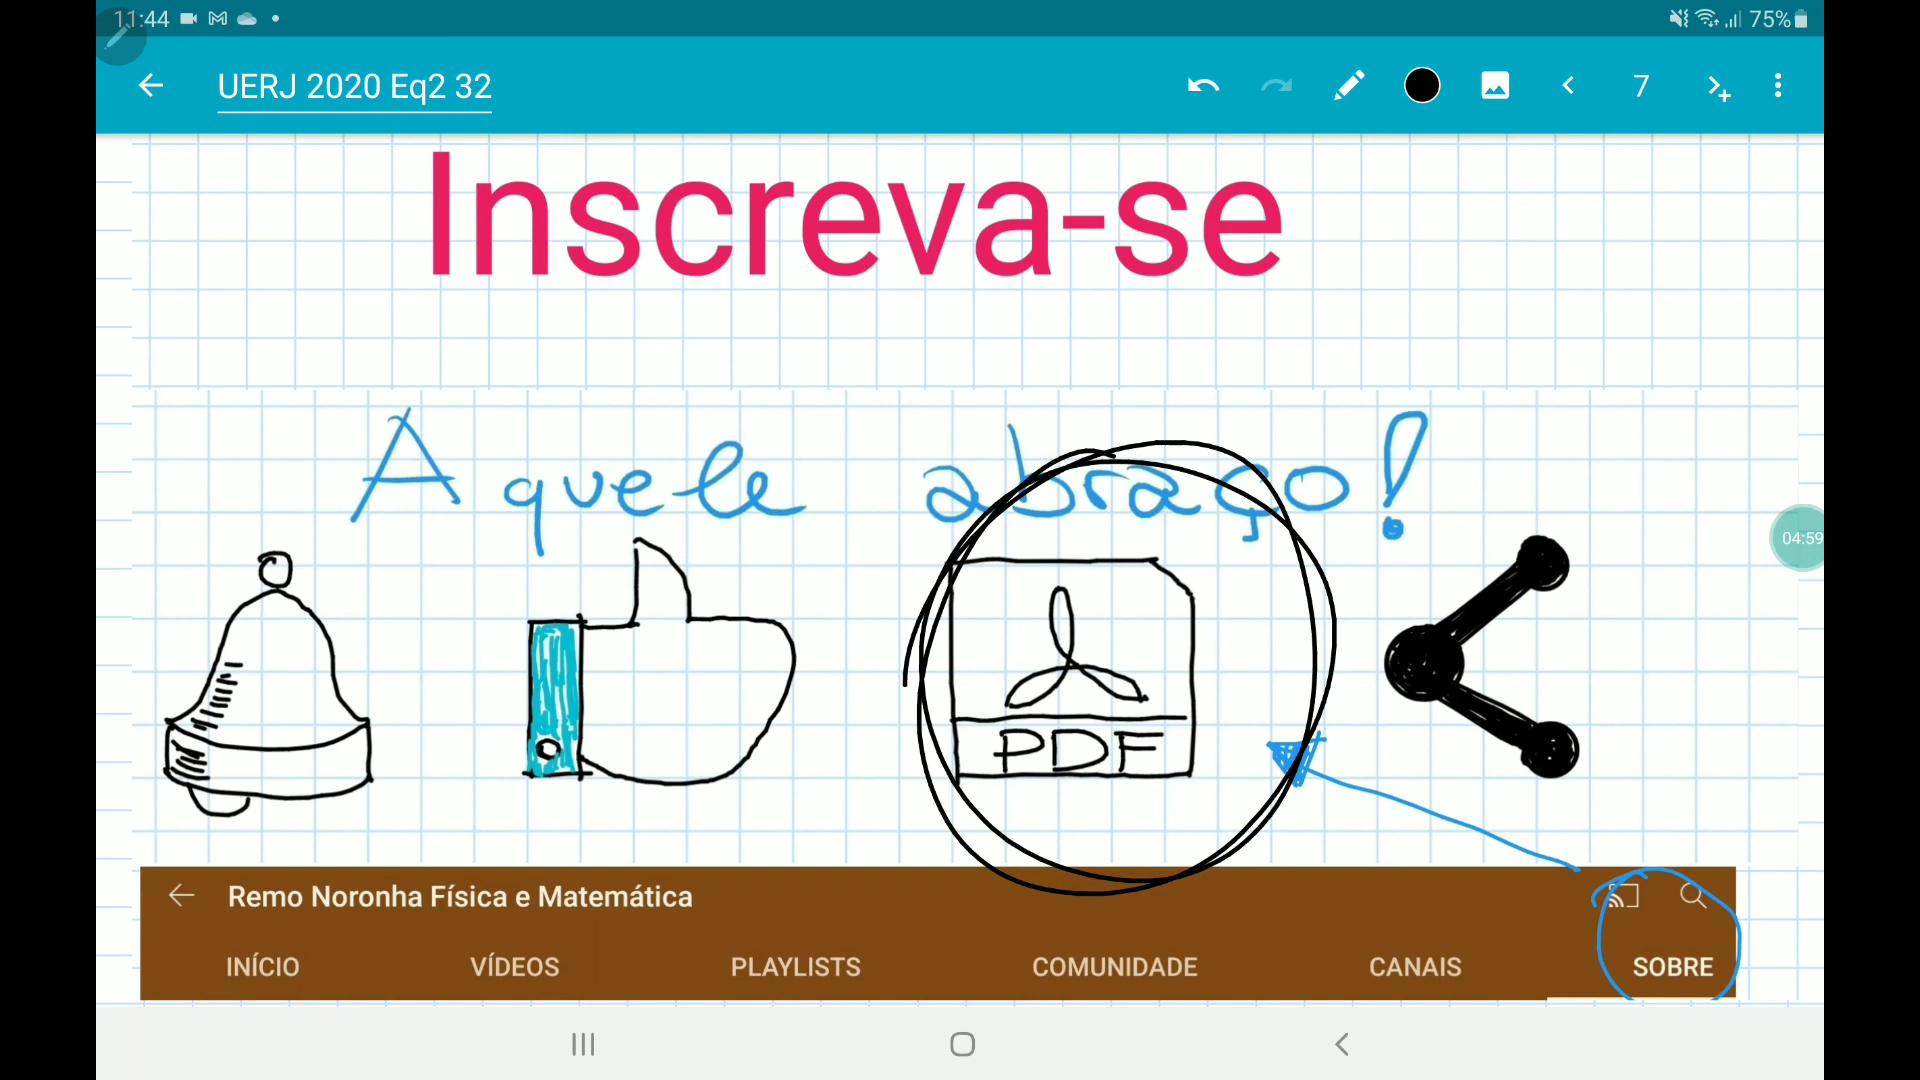 11:44
75%
UERJ 2020 Eq2 32
7
Inscreva-se
Aquele abraço!
04:59
PDF
Remo Noronha Física e Matemática
INÍCIO VÍDEOS PLAYLISTS COMUNIDADE CANAIS SOBRE